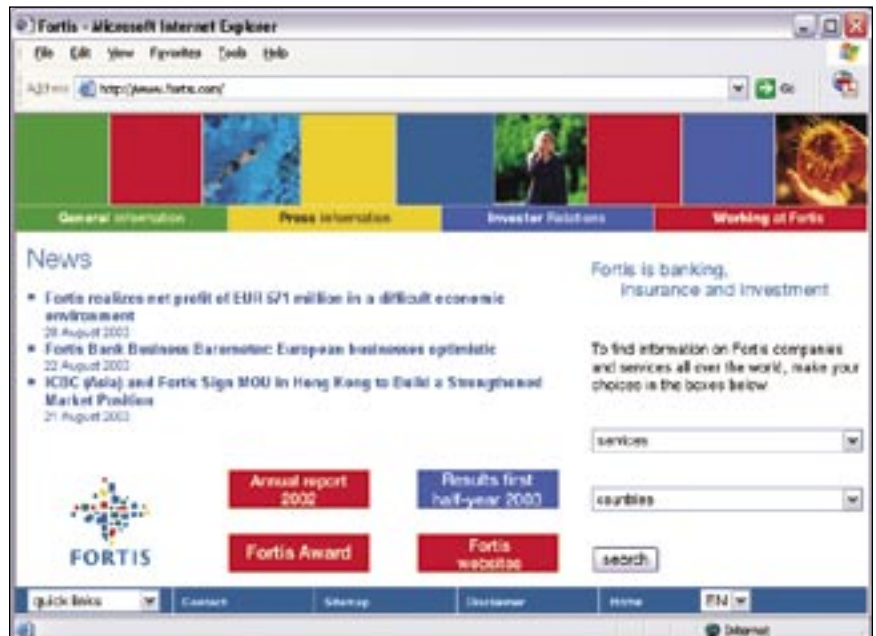 Fortis - Microsoft Internet Explorer
File Edit View Favorites Tools Help
Address http://www.fortis.com/ Go
General information Press information Investor Relations Working at Fortis
News
Fortis realizes net profit of EUR 571 million in a difficult economic
environment
28 August 2003
Fortis Bank Business Barometer: European businesses optimistic
22 August 2003
ICBC (Asia) and Fortis Sign MOU in Hong Kong to Build a Strengthened
Market Position
21 August 2003
Fortis is banking,
insurance and investment
To find information on Fortis companies
and services all over the world, make your
choices in the boxes below
services
countries
search
Annual report
2002
Results first
half-year 2003
Fortis Award
Fortis
websites
FORTIS
quick links Contact Sitemap Disclaimer Home EN
Internet